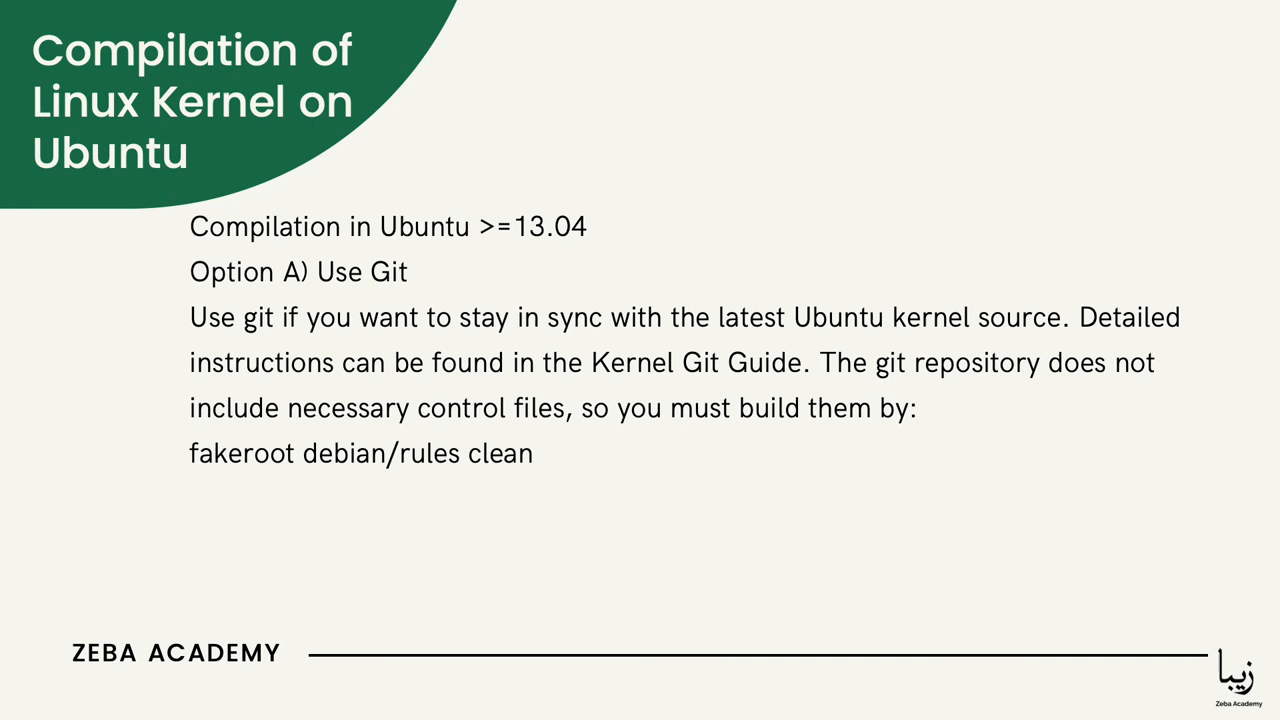 Compilation of
Linux Kernel on
Ubuntu
Compilation in Ubuntu >=13.04
Option A) Use Git
Use git if you want to stay in sync with the latest Ubuntu kernel source. Detailed
instructions can be found in the Kernel Git Guide. The git repository does not
include necessary control files, so you must build them by:
fakeroot debian/rules clean
ZEBA ACADEMY
زيبا
Zeba Academy